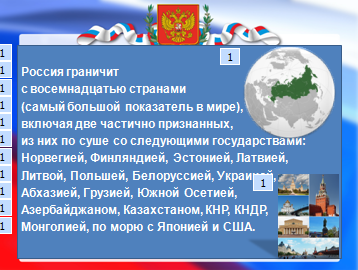 1
1
Россия граничит
1
с восемнадцатью странами
1
(самый большой показатель в мире),
1
включая две частично признанных,
1
из них по суше со следующими государствами:
1
Норвегией, Финляндией, Эстонией, Латвией,
1
Литвой, Польшей, Белоруссией, Украиной,
1
1
Абхазией, Грузией, Южной Осетией,
1
Азербайджаном, Казахстаном, КНР, КНДР,
1
Монголией, по морю с Японией и США.
1